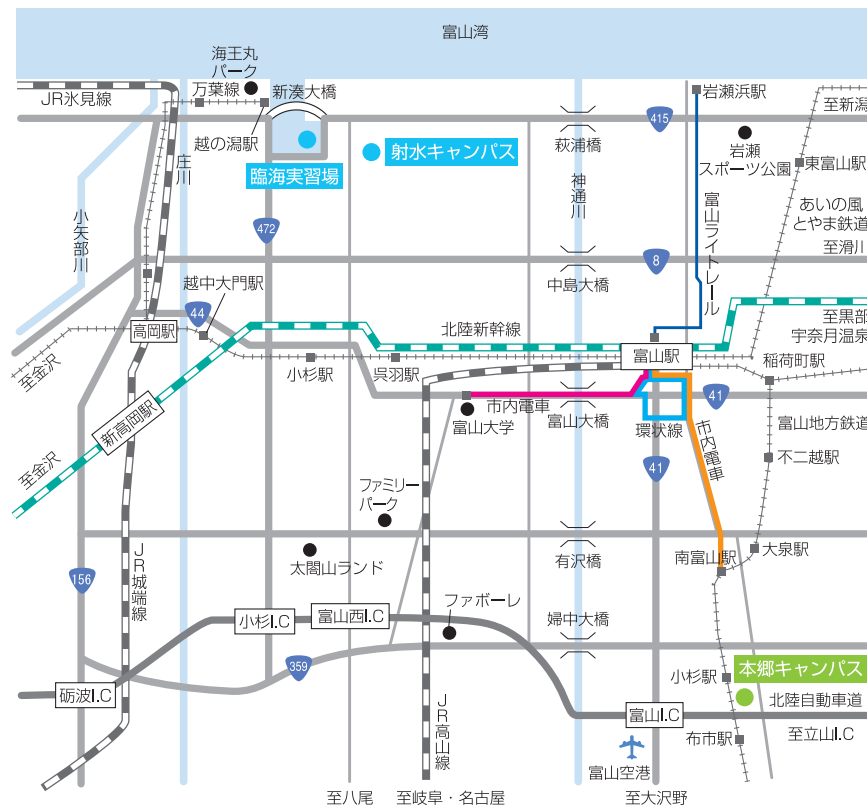 富山湾
海王丸
パーク
万葉線
新湊大橋
JR氷見線
岩瀬浜駅
至新潟
415
越の潟駅
臨海実習場
射水キャンパス
萩浦橋
岩瀬
スポーツ公園
東富山駅
庄川
小矢部川
神通川
富山ライトレール
あいの風
とやま鉄道
至滑川
472
8
越中大門駅
中島大橋
44
高岡駅
北陸新幹線
至黒部
宇奈月温泉
富山駅
至金沢
小杉駅
呉羽駅
稲荷町駅
新高岡駅
市内電車
富山大学
富山大橋
環状線
41
市内電車
富山地方鉄道
至金沢
41
不二越駅
ファミリー
パーク
太閤山ランド
有沢橋
南富山駅
大泉駅
156
JR城端線
小杉I.C
富山西I.C
ファボーレ
婦中大橋
359
小杉駅
本郷キャンパス
砺波I.C
JR高山線
富山I.C
北陸自動車道
布市駅
至立山I.C
富山空港
至八尾
至岐阜・名古屋
至大沢野